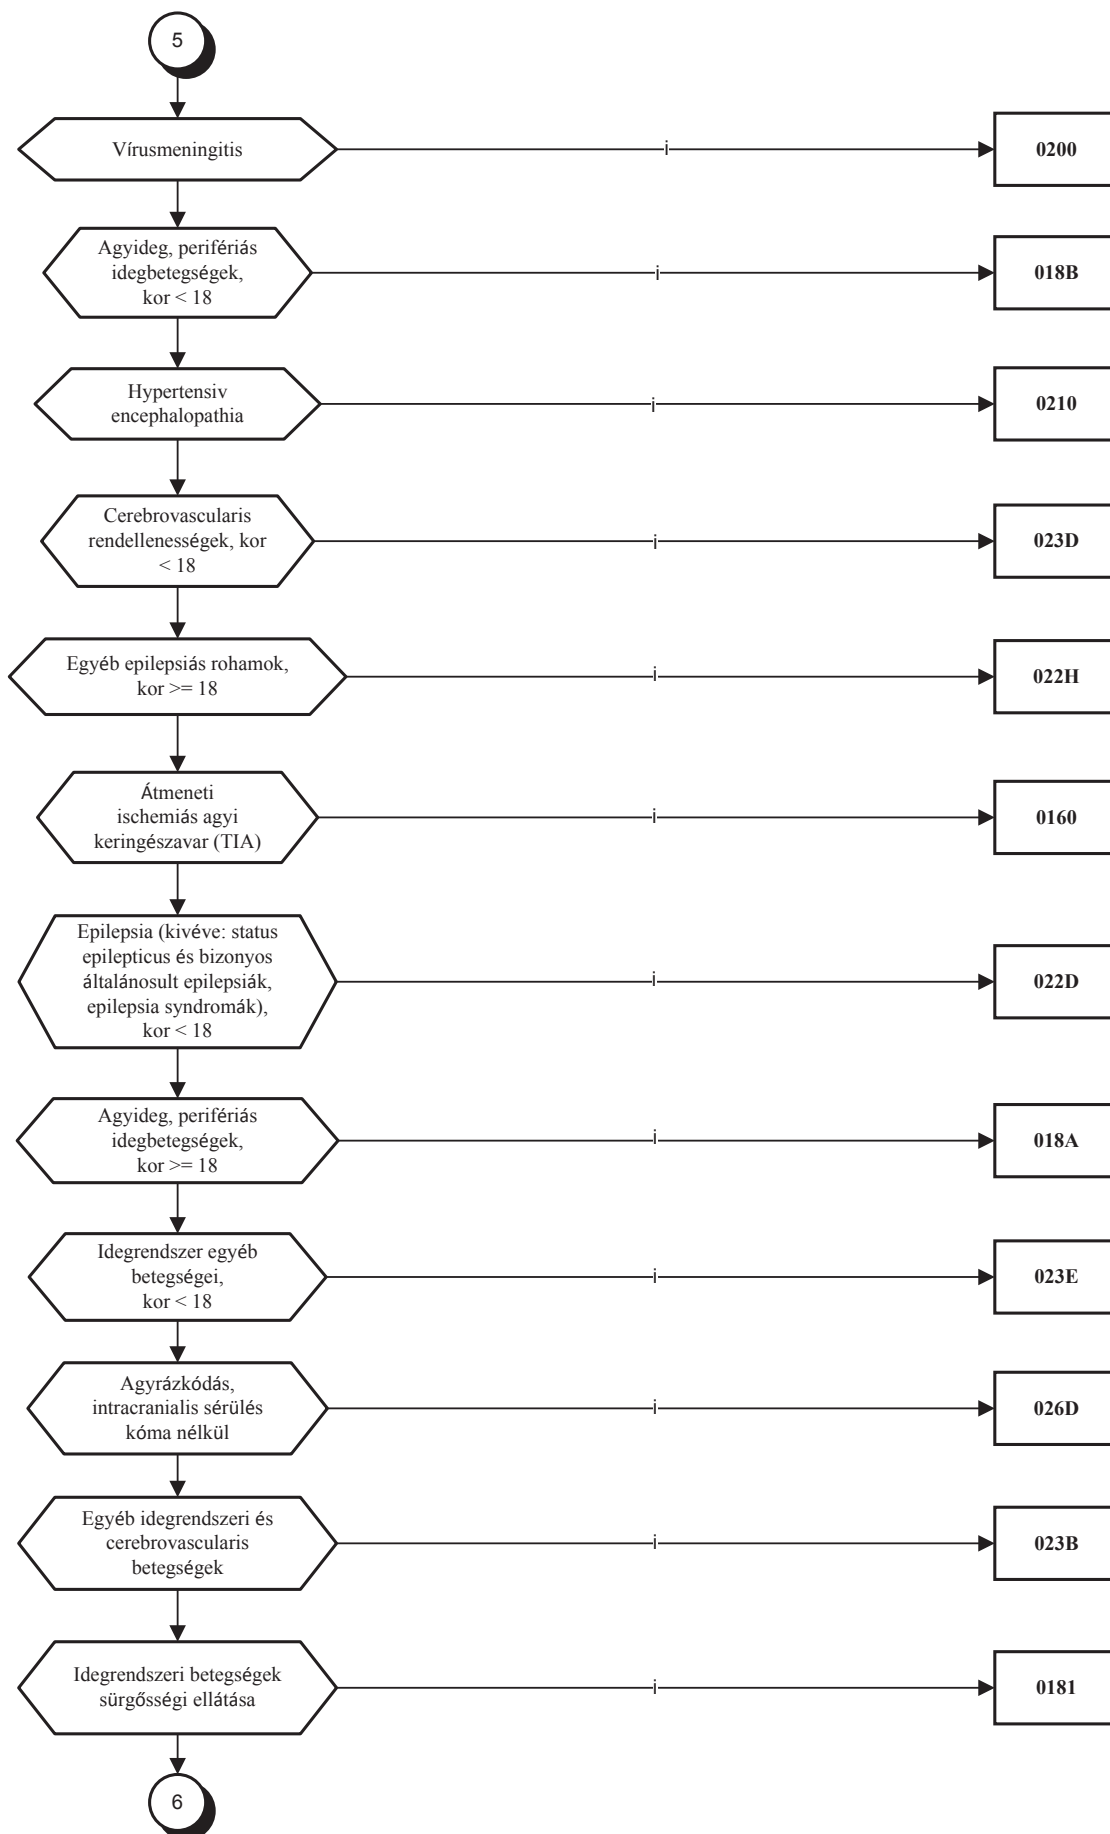 5
Vírusmeningitis
i
0200
Agyideg, perifériás
idegbetegségek,
kor < 18
i
018B
Hypertensiv
encephalopathia
i
0210
Cerebrovascularis
rendellenességek, kor
< 18
i
023D
Egyéb epilepsiás rohamok,
kor >= 18
i
022H
Átmeneti
ischemiás agyi
keringészavar (TIA)
i
0160
Epilepsia (kivéve: status
epilepticus és bizonyos
általánosult epilepsiák,
epilepsia syndromák),
kor < 18
i
022D
Agyideg, perifériás
idegbetegségek,
kor >= 18
i
018A
Idegrendszer egyéb
betegségei,
kor < 18
i
023E
Agyrázkódás,
intracranialis sérülés
kóma nélkül
i
026D
Egyéb idegrendszeri és
cerebrovascularis
betegségek
i
023B
Idegrendszeri betegségek
sürgősségi ellátása
i
0181
6